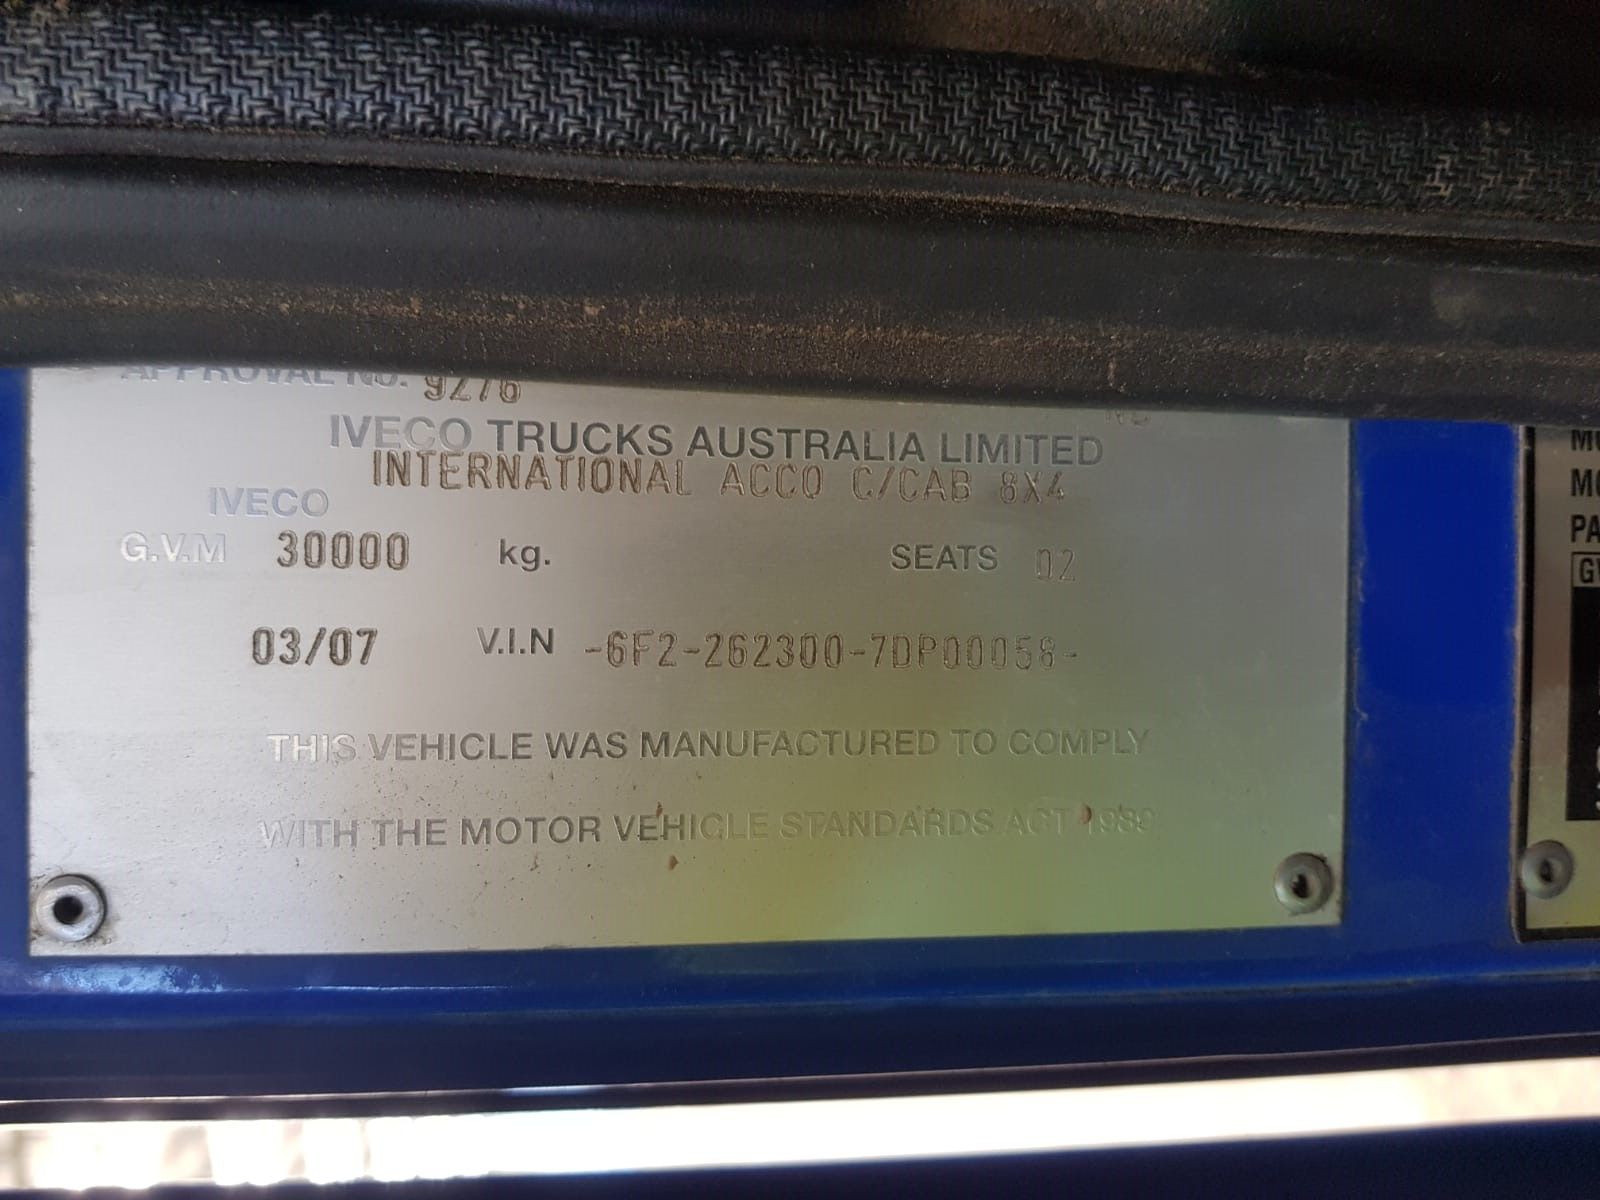 APPROVAL NO. 9276
IVECO TRUCKS AUSTRALIA LIMITED
INTERNATIONAL ACCO C/CAB 8X4
IVECO
G.V.M 30000 kg. SEATS 02
03/07 V.I.N -6F2-262300-7DP00058-
THIS VEHICLE WAS MANUFACTURED TO COMPLY
WITH THE MOTOR VEHICLE STANDARDS ACT 1989
PA